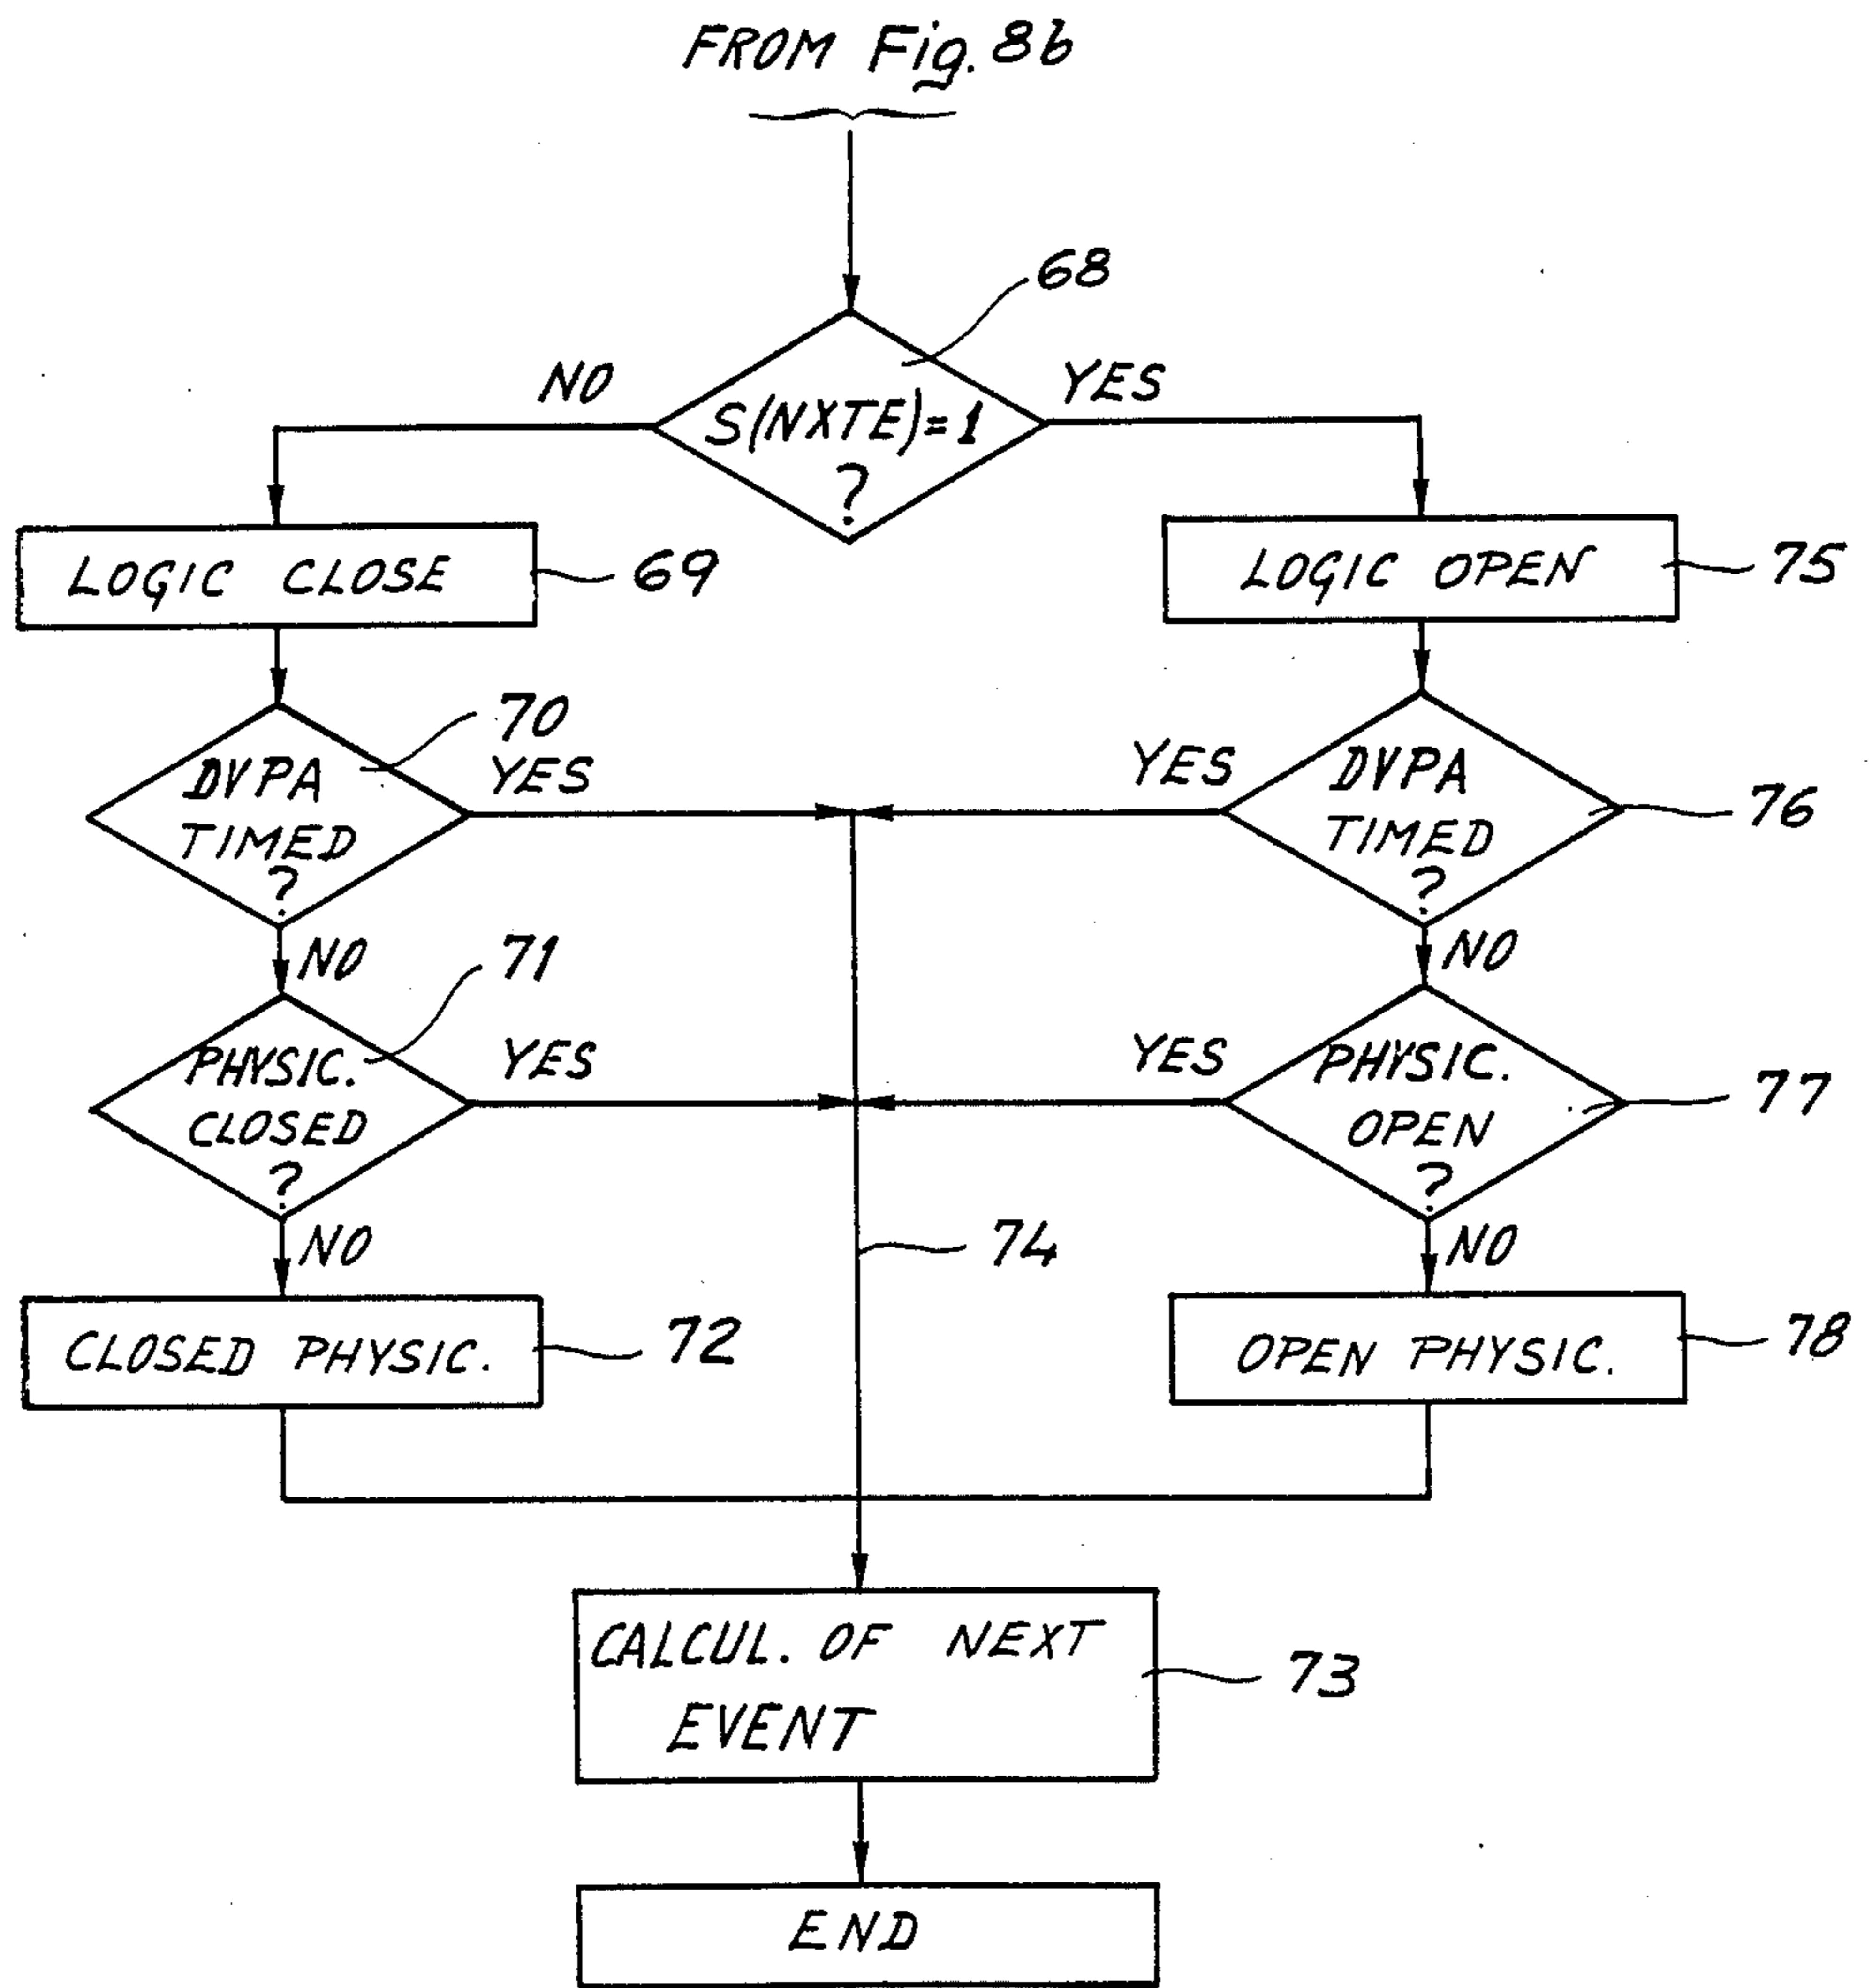 FROM Fig. 8b
68
NO
YES
S(NXTE)=1
?
LOGIC CLOSE
69
LOGIC OPEN
75
70
DVPA
TIMED
?
YES
YES
DVPA
TIMED
?
76
NO
71
NO
PHYSIC.
CLOSED
?
YES
YES
PHYSIC.
OPEN
?
77
NO
74
NO
CLOSED PHYSIC.
72
OPEN PHYSIC.
78
CALCUL. OF NEXT
EVENT
73
END